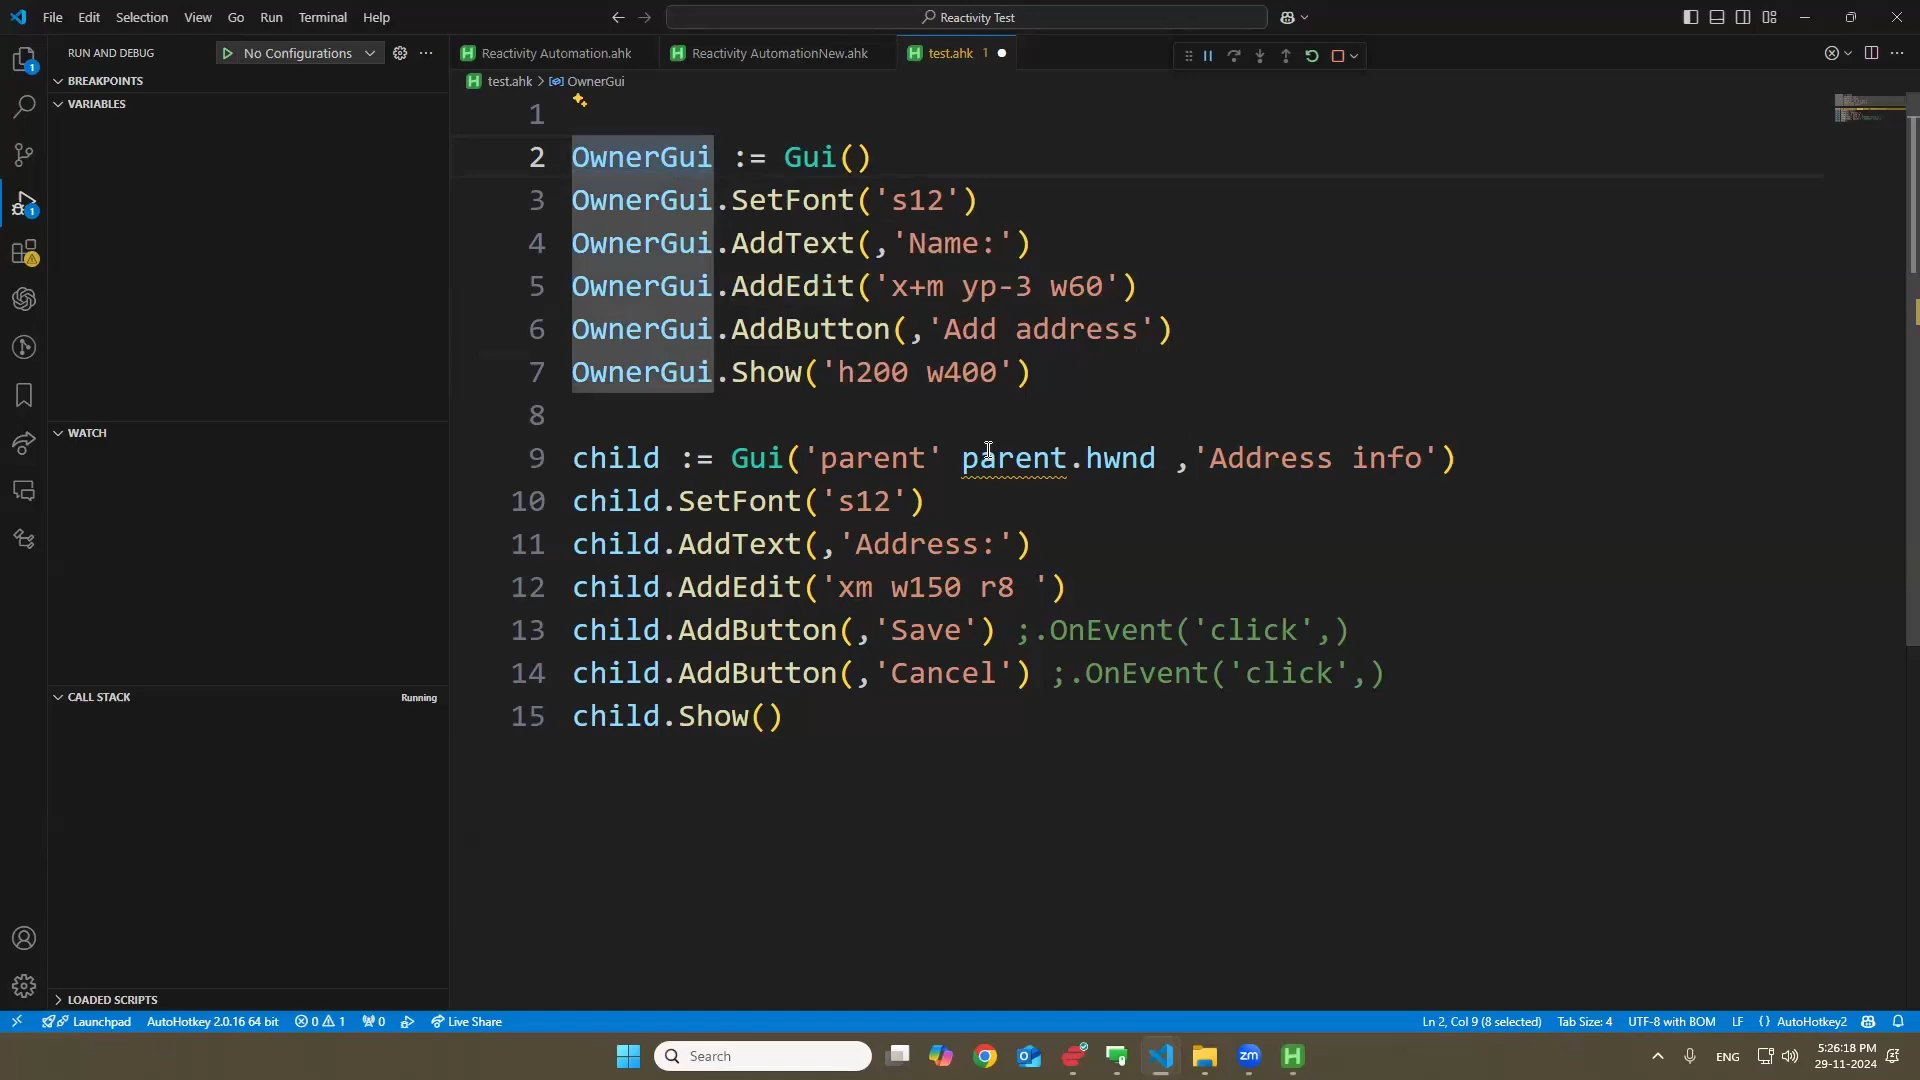 File Edit Selection View Go Run Terminal Help
Reactivity Test
RUN AND DEBUG
No Configurations
Reactivity Automation.ahk
Reactivity AutomationNew.ahk
test.ahk 1
BREAKPOINTS
test.ahk > OwnerGui
VARIABLES
1
2 OwnerGui := Gui()
3 OwnerGui.SetFont('s12')
4 OwnerGui.AddText(,'Name:')
5 OwnerGui.AddEdit('x+m yp-3 w60')
6 OwnerGui.AddButton(,'Add address')
7 OwnerGui.Show('h200 w400')
8
9 child := Gui('parent' parent.hwnd ,'Address info')
10 child.SetFont('s12')
11 child.AddText(,'Address:')
12 child.AddEdit('xm w150 r8 ')
13 child.AddButton(,'Save') ;.OnEvent('click',)
14 child.AddButton(,'Cancel') ;.OnEvent('click',)
15 child.Show()
WATCH
CALL STACK
Running
LOADED SCRIPTS
Launchpad AutoHotkey 2.0.16 64 bit 0 1 0 Live Share
Ln 2, Col 9 (8 selected) Tab Size: 4 UTF-8 with BOM LF {} AutoHotkey2
Search
zm
H
ENG
5:26:18 PM
29-11-2024